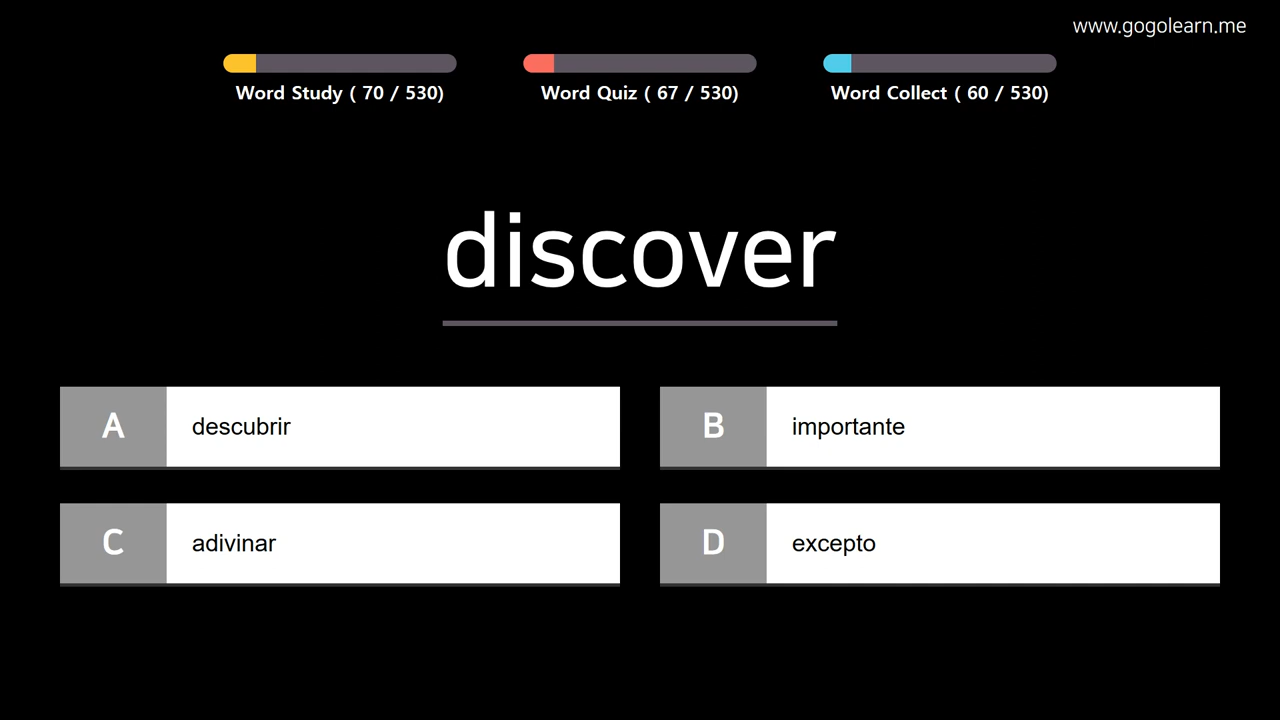 www.gogolearn.me
Word Study ( 70 / 530)
Word Quiz ( 67 / 530)
Word Collect ( 60 / 530)
discover
A descubrir
B importante
C adivinar
D excepto